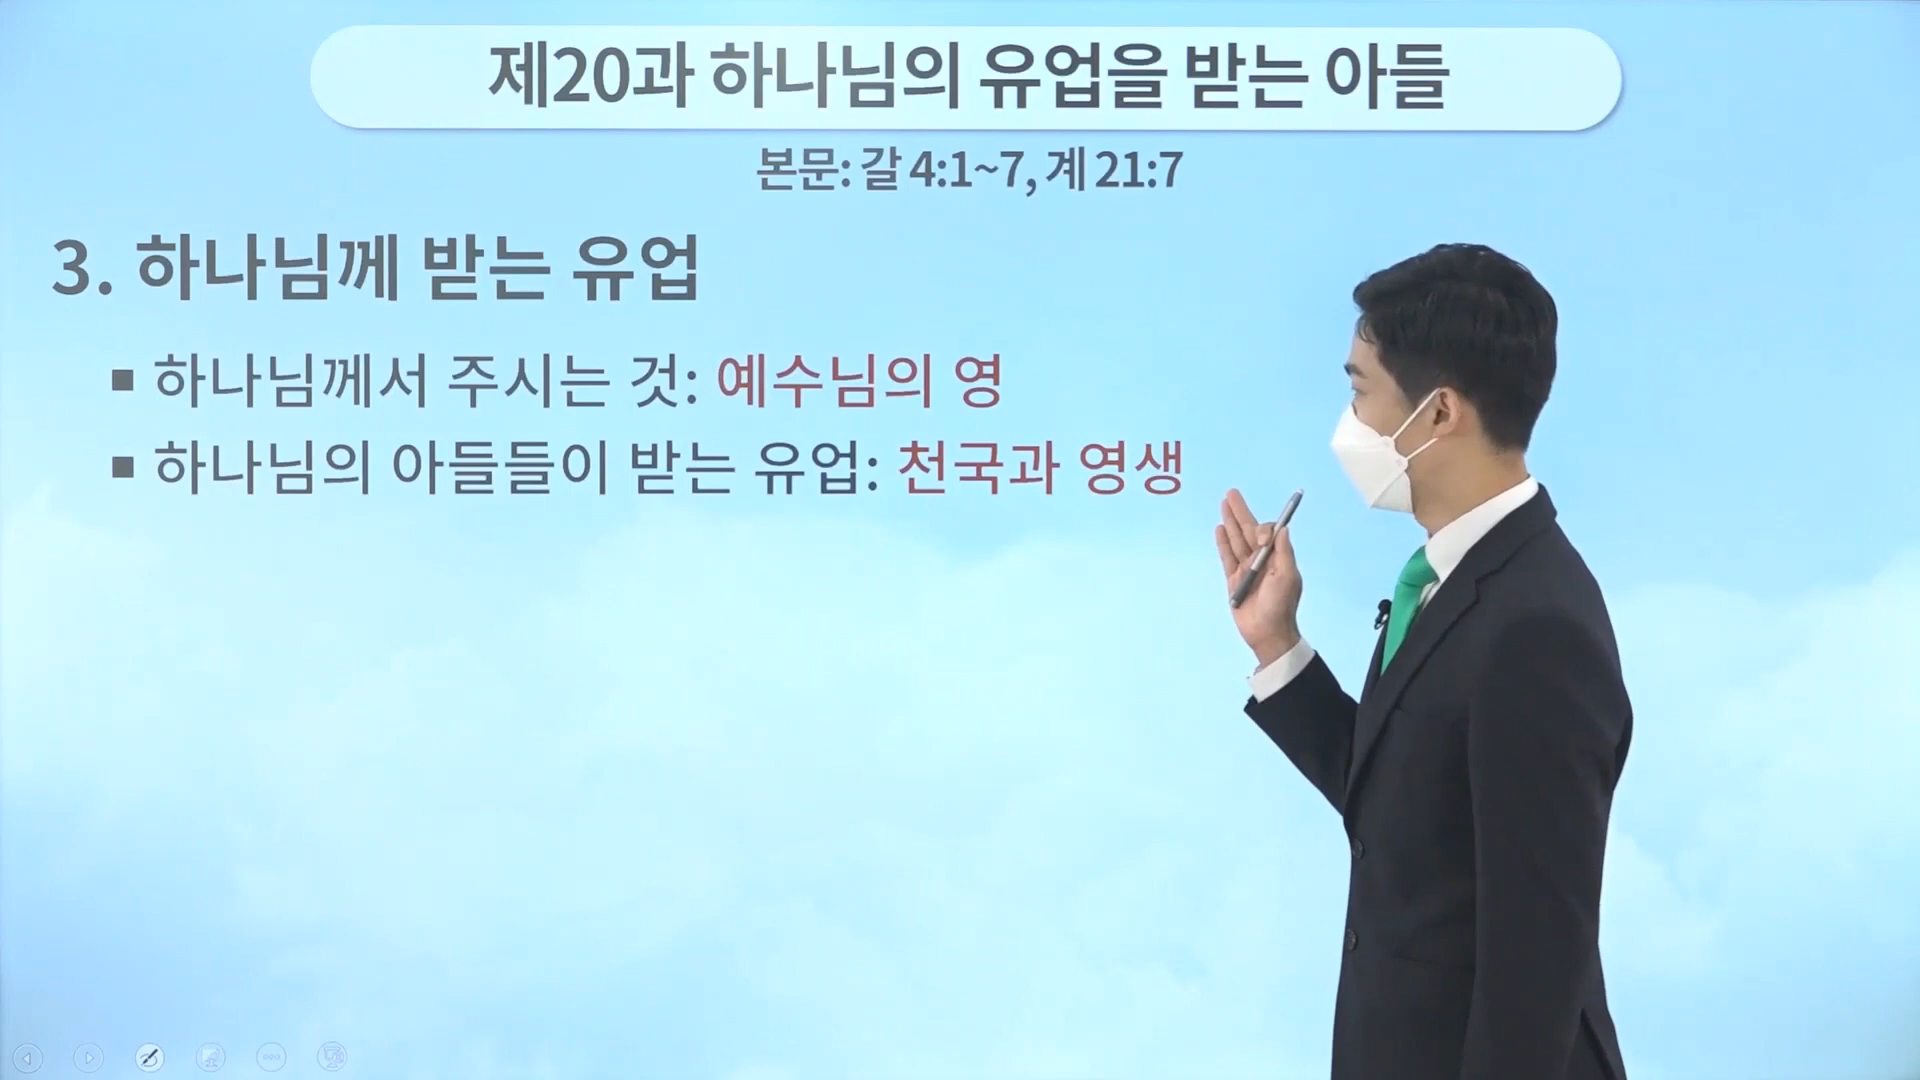 제20과 하나님의 유업을 받는 아들
본문: 갈 4:1~7, 계 21:7
3. 하나님께 받는 유업
▪ 하나님께서 주시는 것: 예수님의 영
▪ 하나님의 아들들이 받는 유업: 천국과 영생